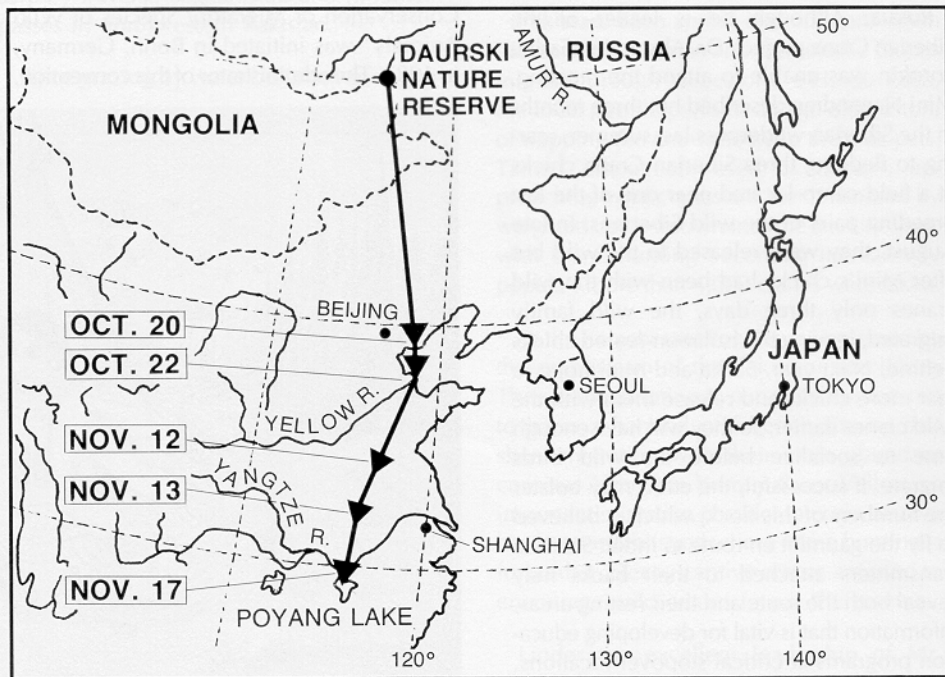 50°
DAURSKI
NATURE
RESERVE
AMUR R.
RUSSIA
MONGOLIA
40°
BEIJING
OCT. 20
OCT. 22
JAPAN
SEOUL
TOKYO
YELLOW R.
NOV. 12
YANGTZE R.
NOV. 13
30°
SHANGHAI
NOV. 17
POYANG LAKE
120°
130°
140°